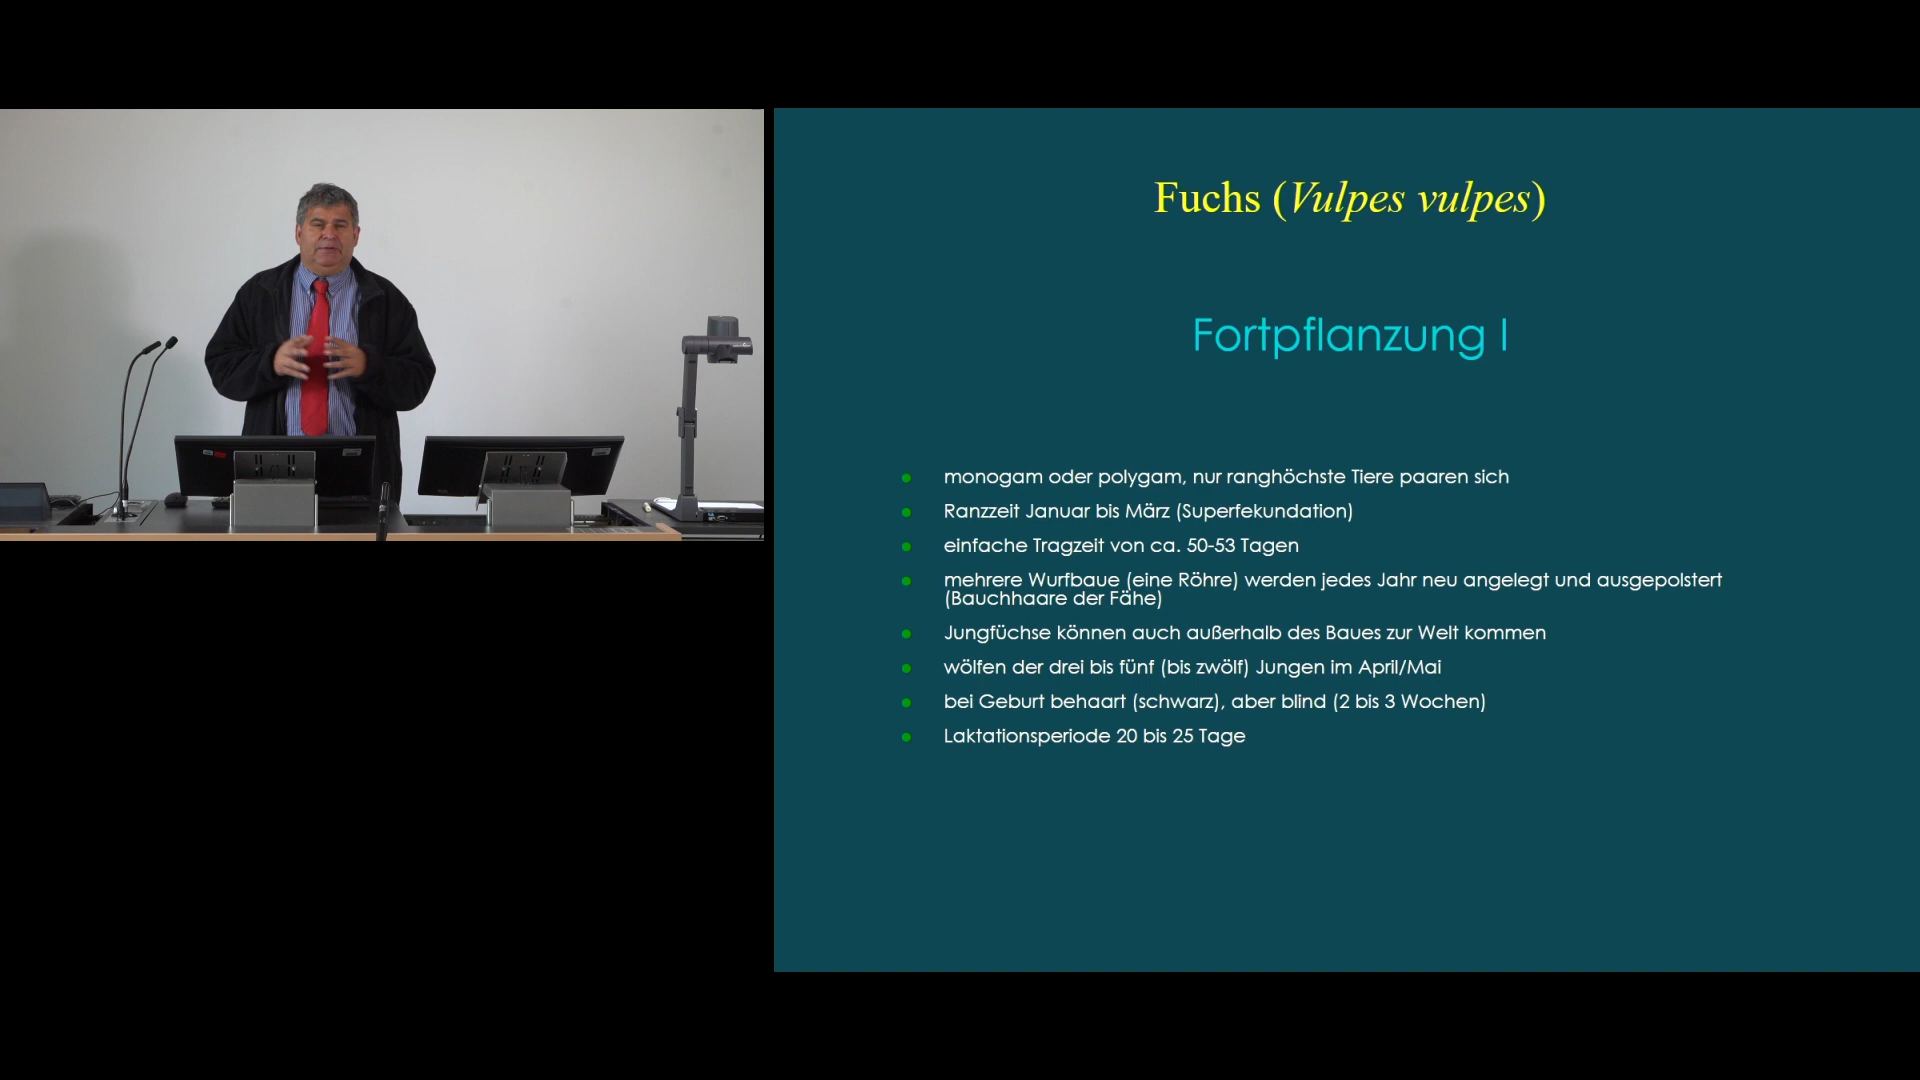 Fuchs (Vulpes vulpes)
Fortpflanzung I
monogam oder polygam, nur ranghöchste Tiere paaren sich
Ranzzeit Januar bis März (Superfekundation)
einfache Tragzeit von ca. 50-53 Tagen
mehrere Wurfbaue (eine Röhre) werden jedes Jahr neu angelegt und ausgepolstert
(Bauchhaare der Fähe)
Jungfüchse können auch außerhalb des Baues zur Welt kommen
wölfen der drei bis fünf (bis zwölf) Jungen im April/Mai
bei Geburt behaart (schwarz), aber blind (2 bis 3 Wochen)
Laktationsperiode 20 bis 25 Tage